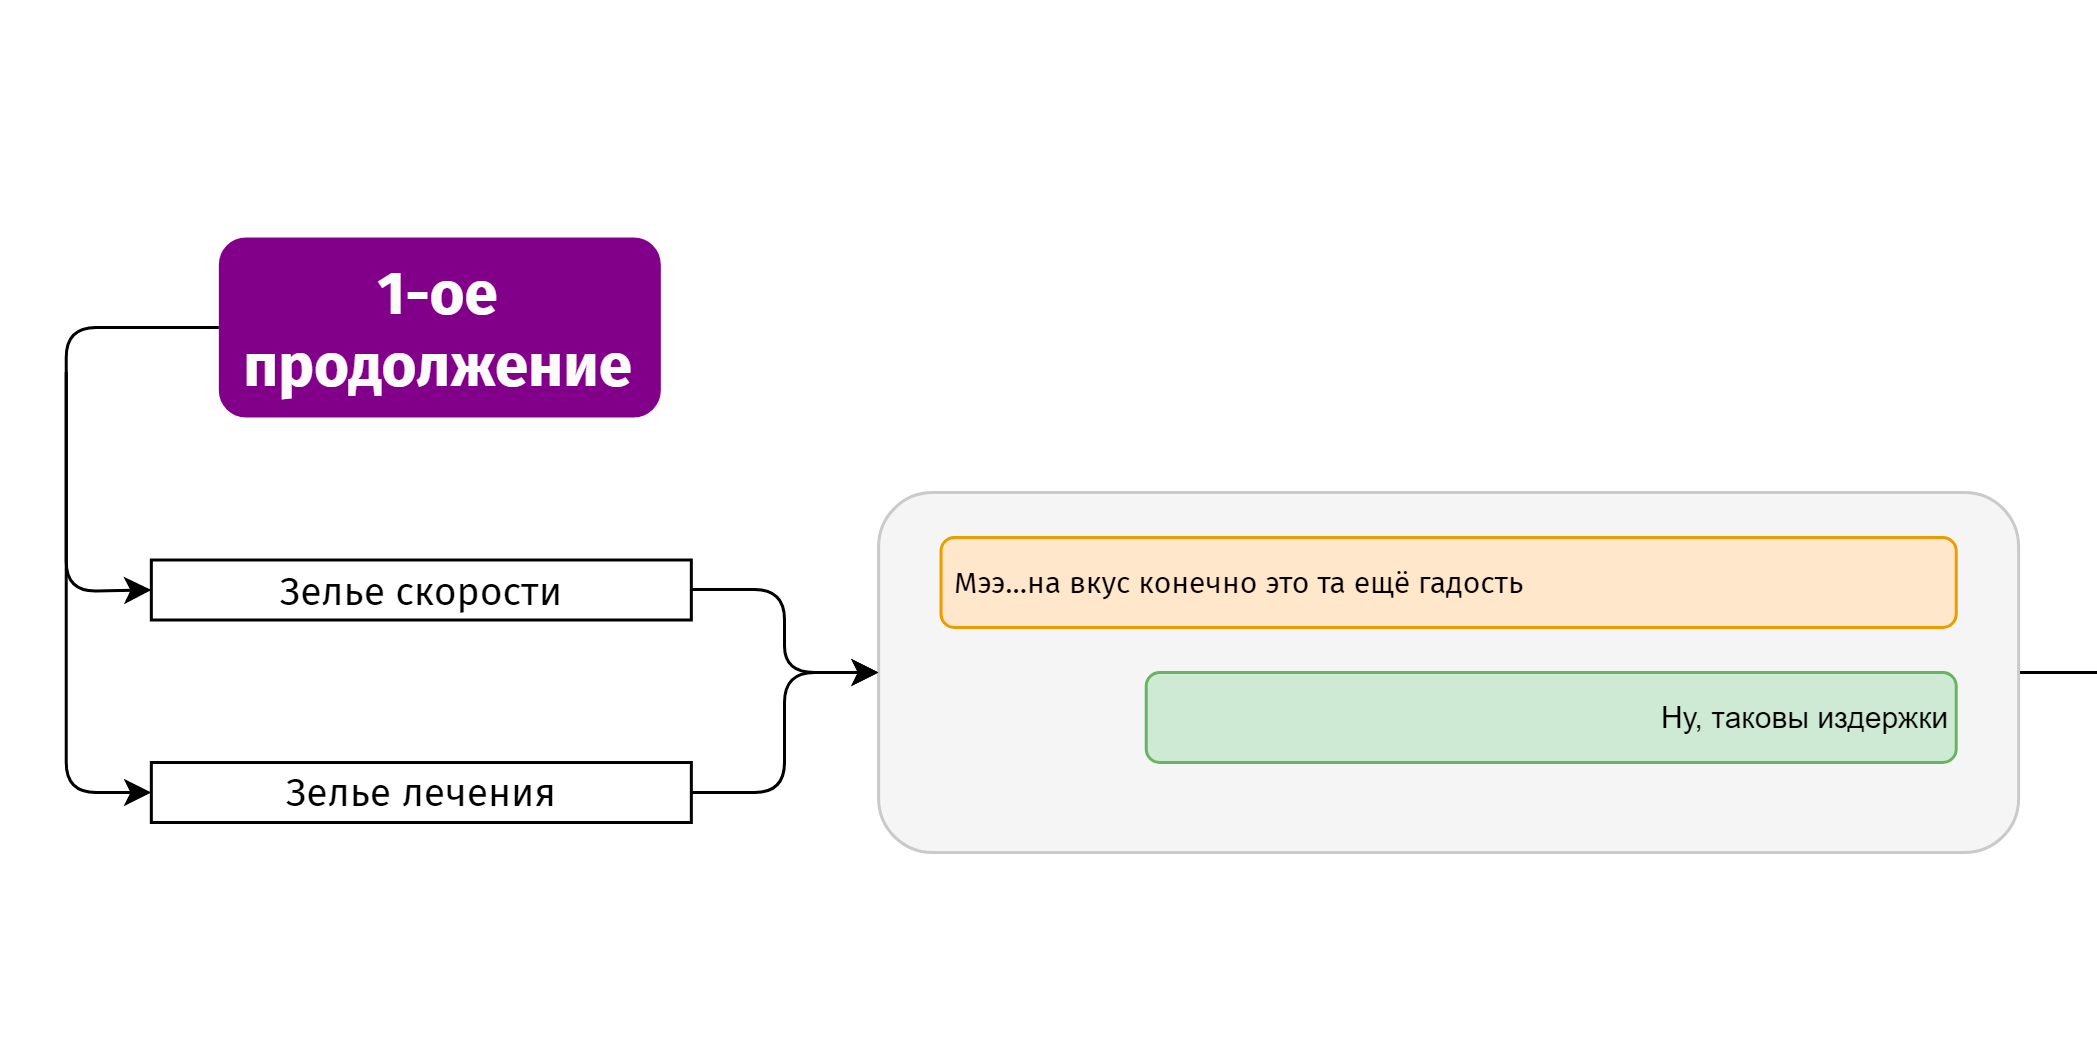 1-ое
продолжение
Зелье скорости
Зелье лечения
Мээ...на вкус конечно это та ещё гадость
Ну, таковы издержки